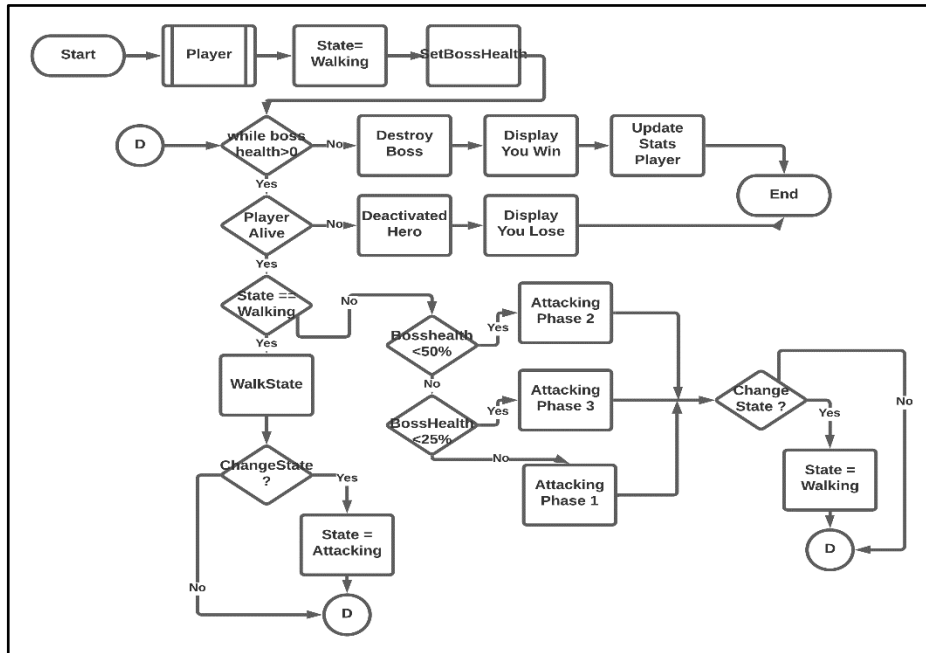 Start
Player
State=
Walking
SetBossHealth
D
while boss
health>0
No
Destroy
Boss
Display
You Win
Update
Stats
Player
End
Yes
Player
Alive
No
Deactivated
Hero
Display
You Lose
Yes
State ==
Walking
No
Yes
WalkState
ChangeState
?
Yes
State =
Attacking
No
D
Bosshealth
<50%
Yes
Attacking
Phase 2
No
BossHealth
<25%
Yes
Attacking
Phase 3
No
Attacking
Phase 1
Change
State ?
No
Yes
State =
Walking
D